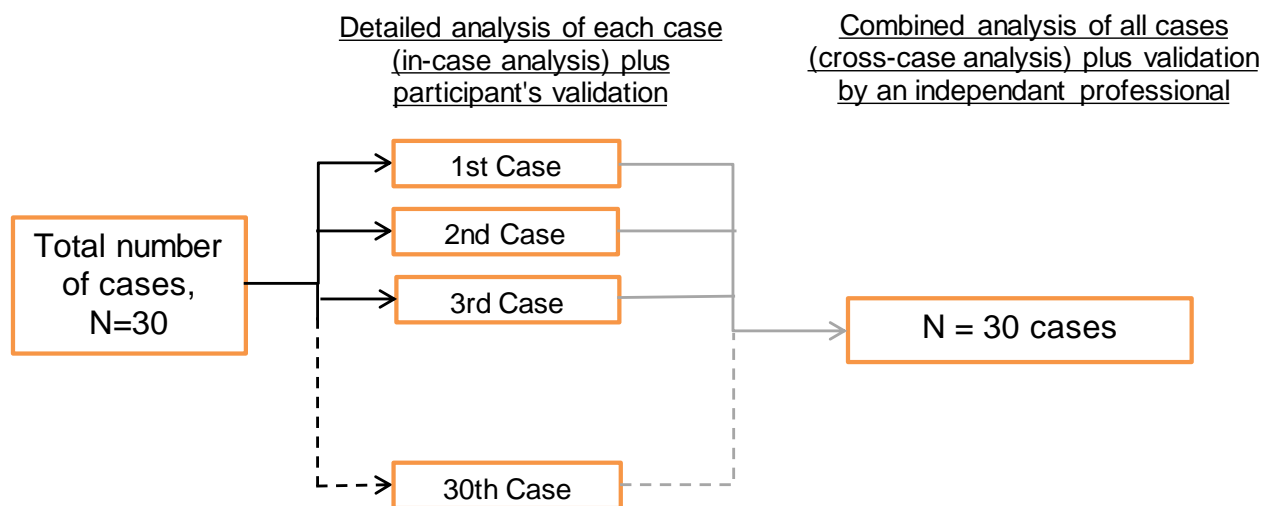 Detailed analysis of each case
(in-case analysis) plus
participant's validation
Combined analysis of all cases
(cross-case analysis) plus validation
by an independant professional
Total number
of cases,
N=30
1st Case
2nd Case
3rd Case
30th Case
N = 30 cases